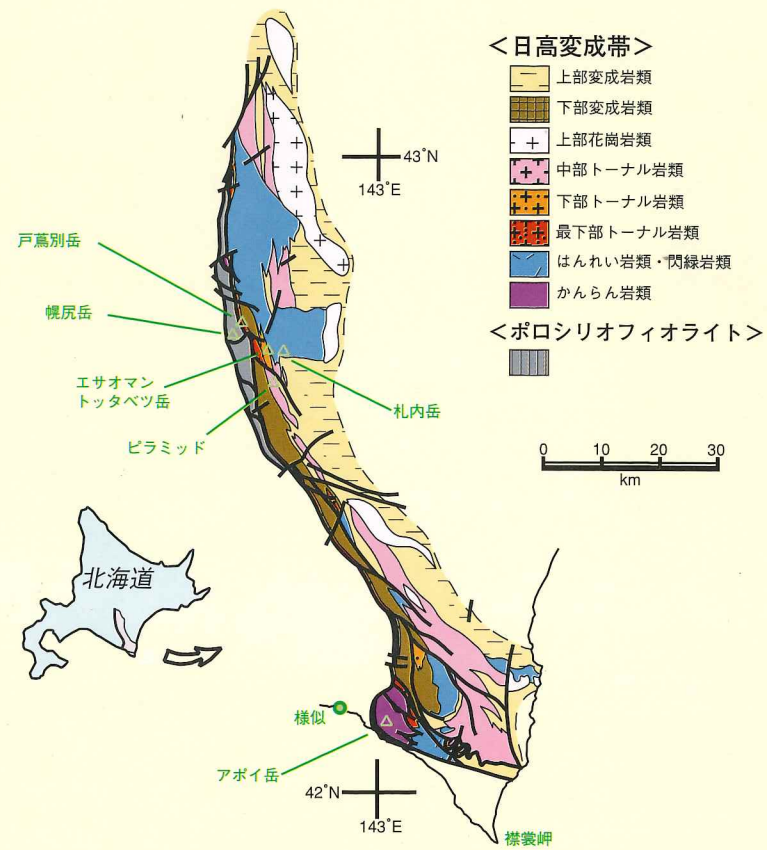 ＜日高変成帯＞
上部変成岩類
下部変成岩類
上部花崗岩類
中部トーナル岩類
下部トーナル岩類
最下部トーナル岩類
はんれい岩類・閃緑岩類
かんらん岩類
＜ポロシリオフィオライト＞
43°N
143°E
戸蔦別岳
幌尻岳
エサオマン
トッタベツ岳
ピラミッド
札内岳
0 10 20 30
km
北海道
様似
アポイ岳
42°N
143°E
襟裳岬